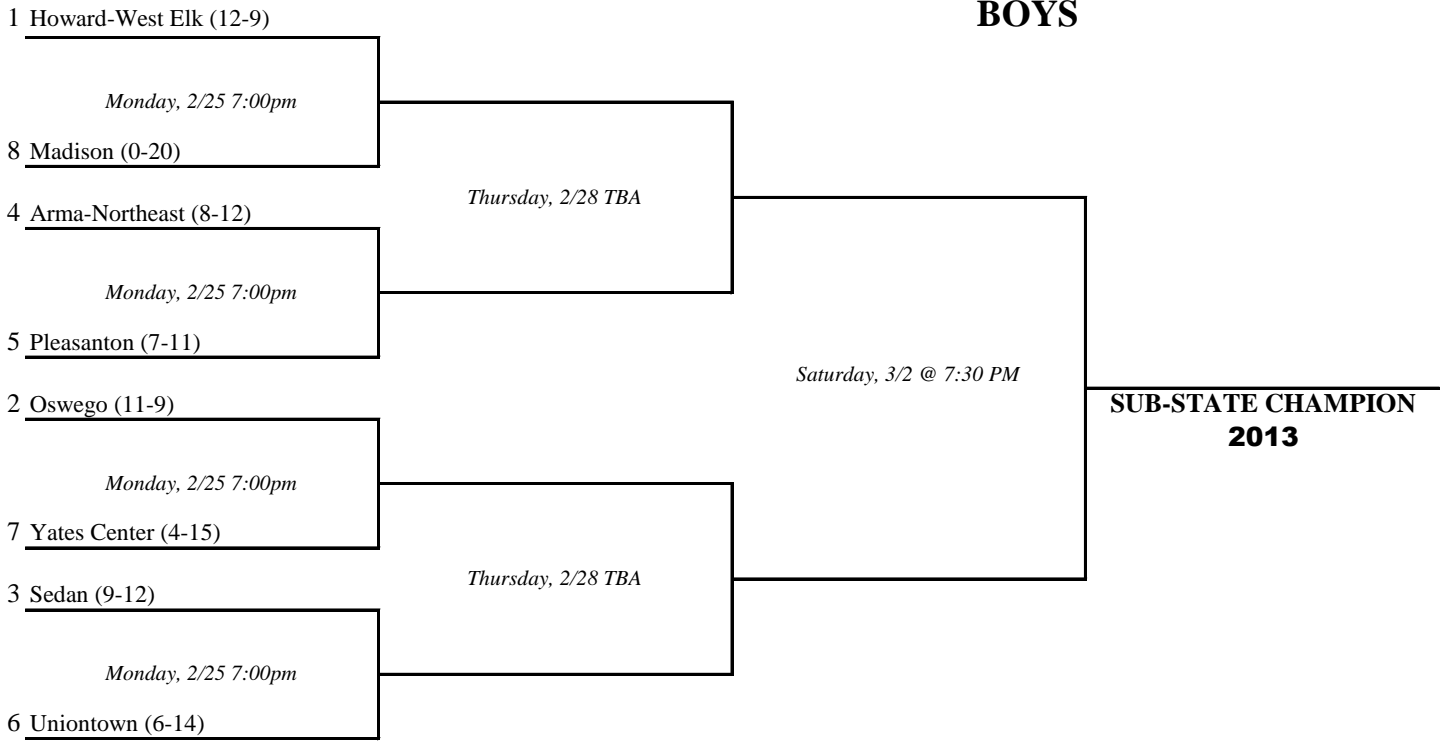 BOYS
1 Howard-West Elk (12-9)
Monday, 2/25 7:00pm
8 Madison (0-20)
Thursday, 2/28 TBA
4 Arma-Northeast (8-12)
Monday, 2/25 7:00pm
5 Pleasanton (7-11)
Saturday, 3/2 @ 7:30 PM
SUB-STATE CHAMPION
2013
2 Oswego (11-9)
Monday, 2/25 7:00pm
7 Yates Center (4-15)
Thursday, 2/28 TBA
3 Sedan (9-12)
Monday, 2/25 7:00pm
6 Uniontown (6-14)